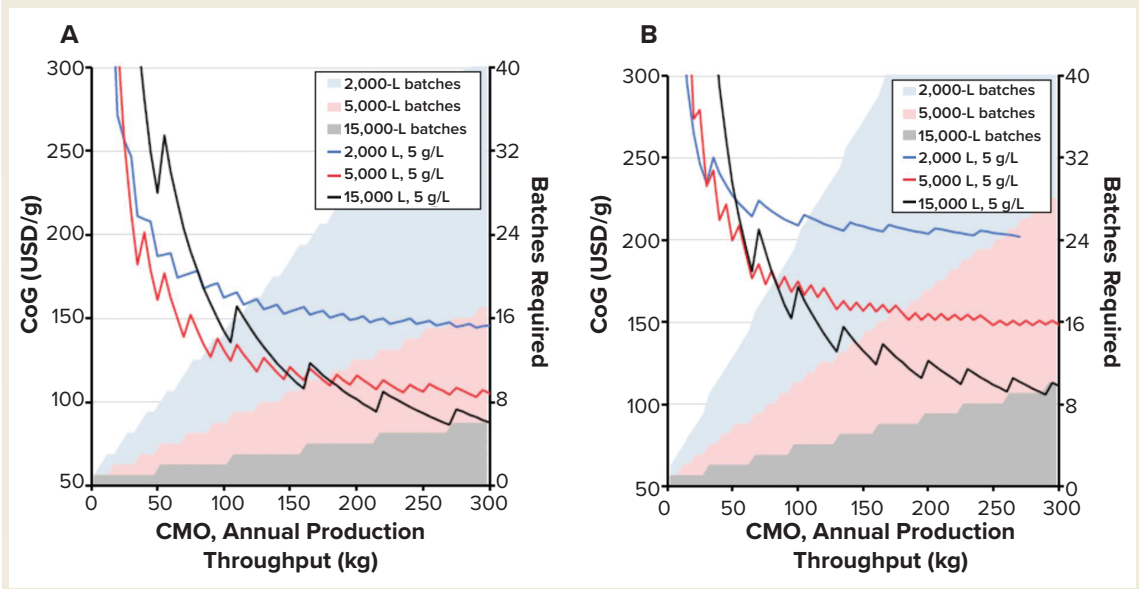 A
CoG (USD/g)
300
250
200
150
100
50
40
32
24
16
8
0
Batches Required
2,000-L batches
5,000-L batches
15,000-L batches
2,000 L, 5 g/L
5,000 L, 5 g/L
15,000 L, 5 g/L
0 50 100 150 200 250 300
CMO, Annual Production
Throughput (kg)
B
CoG (USD/g)
300
250
200
150
100
50
40
32
24
16
8
0
Batches Required
2,000-L batches
5,000-L batches
15,000-L batches
2,000 L, 5 g/L
5,000 L, 5 g/L
15,000 L, 5 g/L
0 50 100 150 200 250 300
CMO, Annual Production
Throughput (kg)